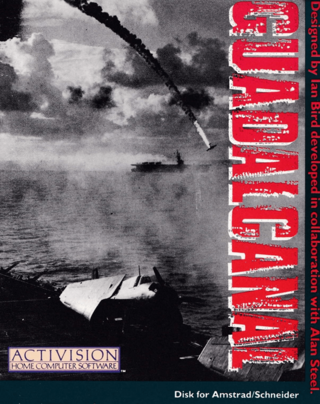 GUADALCANAL
Designed by Ian Bird developed in collaboration with Alan Steel.
ACTIVISION
HOME COMPUTER SOFTWARE
Disk for Amstrad/Schneider